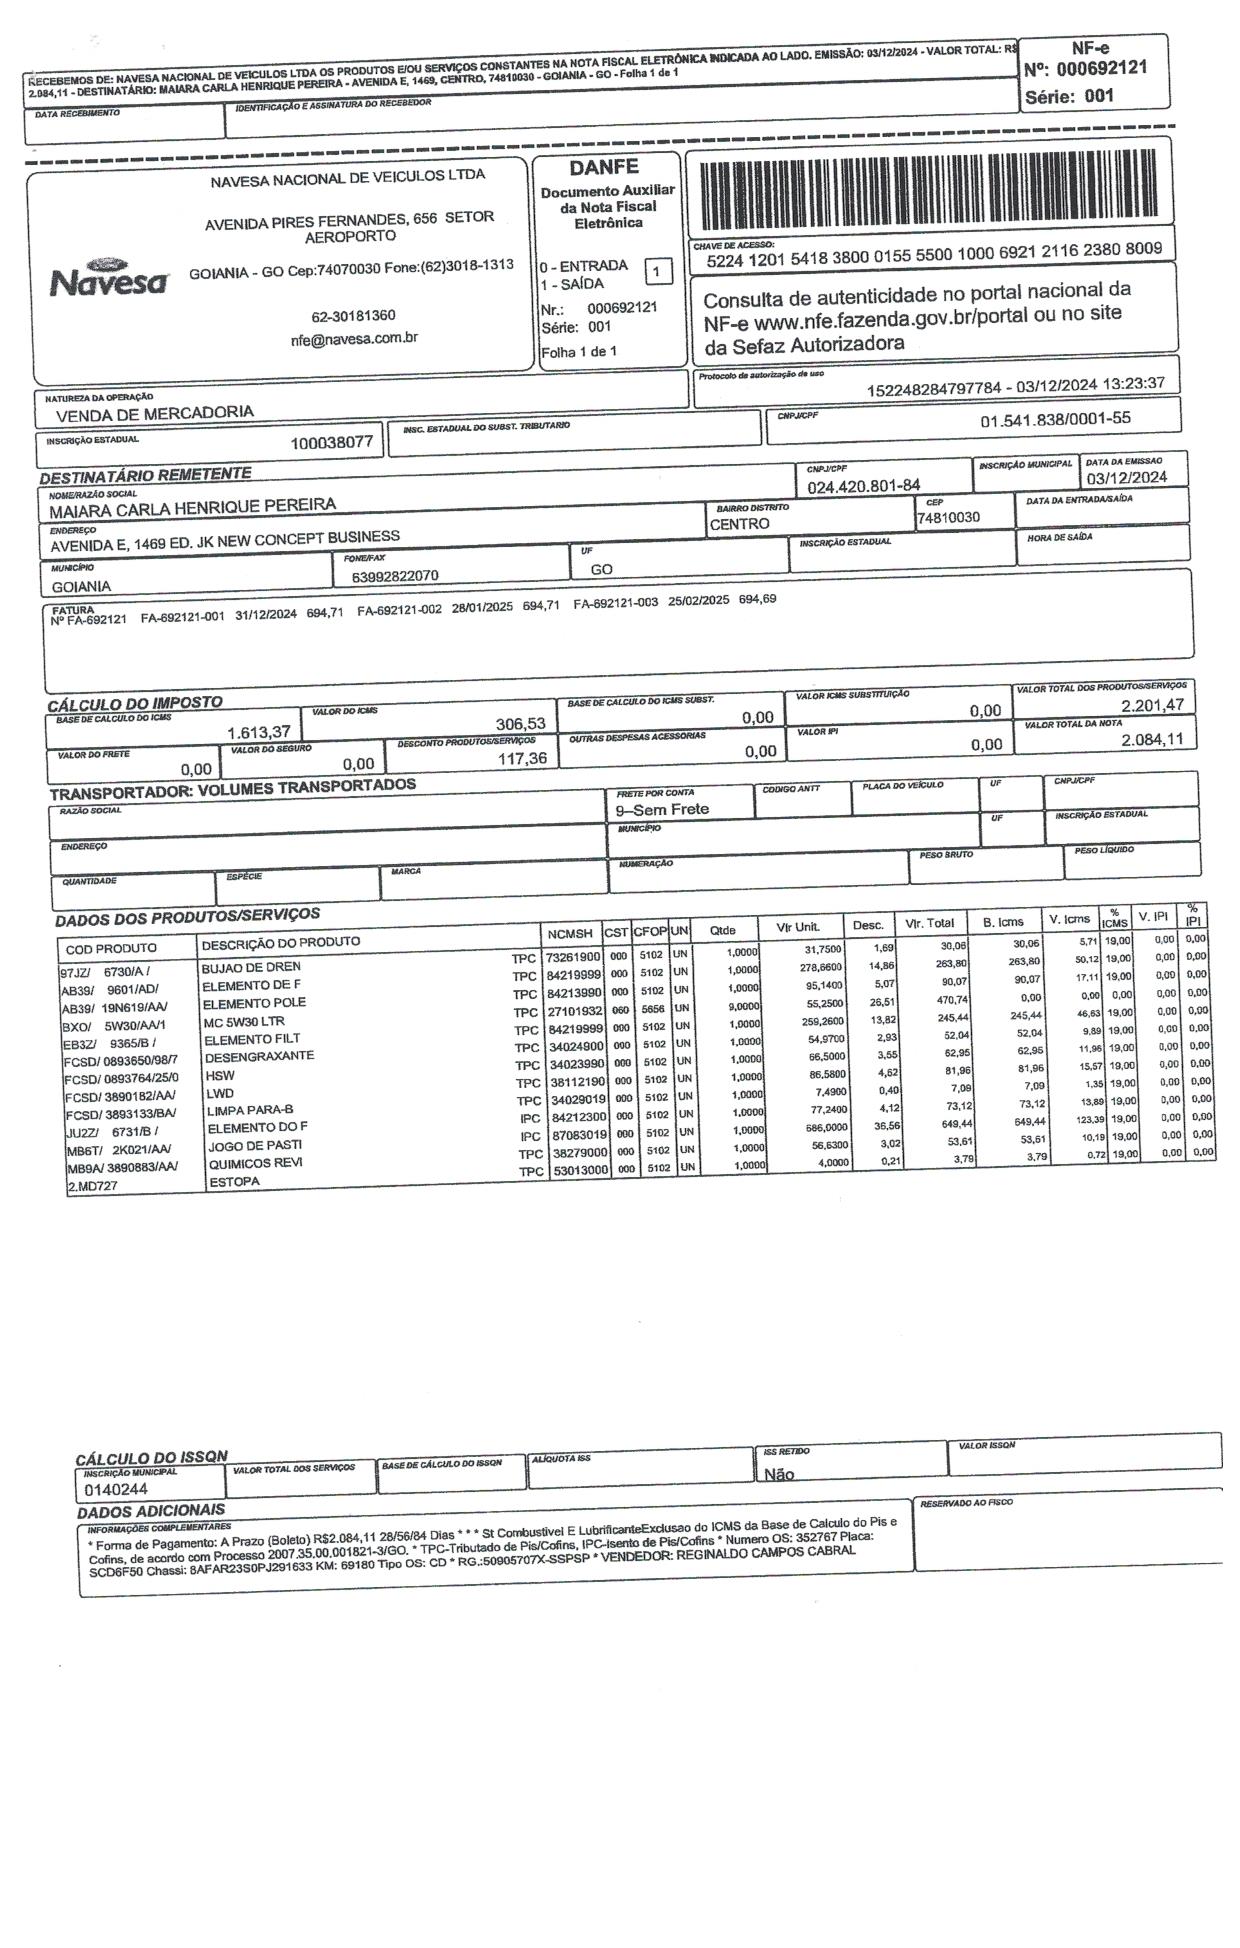 RECEBEMOS DE: NAVESA NACIONAL DE VEICULOS LTDA OS PRODUTOS E/OU SERVIÇOS CONSTANTES NA NOTA FISCAL ELETRÔNICA INDICADA AO LADO. EMISSÃO: 03/12/2024 - VALOR TOTAL: R$
2.084,11 - DESTINATÁRIO: MAIARA CARLA HENRIQUE PEREIRA - AVENIDA E, 1469, CENTRO, 74810030 - GOIANIA - GO - Folha 1 de 1
DATA RECEBIMENTO IDENTIFICAÇÃO E ASSINATURA DO RECEBEDOR
NF-e
Nº: 000692121
Série: 001
NAVESA NACIONAL DE VEICULOS LTDA
AVENIDA PIRES FERNANDES, 656 SETOR
AEROPORTO
Navesa
GOIANIA - GO Cep:74070030 Fone:(62)3018-1313
62-30181360
nfe@navesa.com.br
DANFE
Documento Auxiliar
da Nota Fiscal
Eletrônica
0 - ENTRADA
1 - SAÍDA
1
Nr.: 000692121
Série: 001
Folha 1 de 1
CHAVE DE ACESSO:
5224 1201 5418 3800 0155 5500 1000 6921 2116 2380 8009
Consulta de autenticidade no portal nacional da
NF-e www.nfe.fazenda.gov.br/portal ou no site
da Sefaz Autorizadora
NATUREZA DA OPERAÇÃO
VENDA DE MERCADORIA
Protocolo de autorização de uso
152248284797784 - 03/12/2024 13:23:37
INSCRIÇÃO ESTADUAL
100038077
INSC. ESTADUAL DO SUBST. TRIBUTARIO
CNPJ/CPF
01.541.838/0001-55
DESTINATÁRIO REMETENTE
NOME/RAZÃO SOCIAL
MAIARA CARLA HENRIQUE PEREIRA
CNPJ/CPF
024.420.801-84
INSCRIÇÃO MUNICIPAL
DATA DA EMISSAO
03/12/2024
ENDEREÇO
AVENIDA E, 1469 ED. JK NEW CONCEPT BUSINESS
BAIRRO DISTRITO
CENTRO
CEP
74810030
DATA DA ENTRADA/SAÍDA
MUNICÍPIO
GOIANIA
FONE/FAX
63992822070
UF
GO
INSCRIÇÃO ESTADUAL
HORA DE SAÍDA
FATURA
Nº FA-692121 FA-692121-001 31/12/2024 694,71 FA-692121-002 28/01/2025 694,71 FA-692121-003 25/02/2025 694,69
CÁLCULO DO IMPOSTO
BASE DE CALCULO DO ICMS
1.613,37
VALOR DO ICMS
306,53
BASE DE CALCULO DO ICMS SUBST.
0,00
VALOR ICMS SUBSTITUIÇÃO
0,00
VALOR TOTAL DOS PRODUTOS/SERVIÇOS
2.201,47
VALOR DO FRETE
0,00
VALOR DO SEGURO
0,00
DESCONTO PRODUTOS/SERVIÇOS
117,36
OUTRAS DESPESAS ACESSORIAS
0,00
VALOR IPI
0,00
VALOR TOTAL DA NOTA
2.084,11
TRANSPORTADOR: VOLUMES TRANSPORTADOS
RAZÃO SOCIAL
FRETE POR CONTA
9–Sem Frete
CODIGO ANTT
PLACA DO VEÍCULO
UF
CNPJ/CPF
ENDEREÇO
MUNICÍPIO
UF
INSCRIÇÃO ESTADUAL
QUANTIDADE
ESPÉCIE
MARCA
NUMERAÇÃO
PESO BRUTO
PESO LÍQUIDO
DADOS DOS PRODUTOS/SERVIÇOS
COD PRODUTO DESCRIÇÃO DO PRODUTO NCMSH CST CFOP UN Qtde Vlr Unit. Desc. Vlr. Total B. Icms V. Icms % ICMS V. IPI % IPI
97JZ/ 6730/A / BUJAO DE DREN TPC 73261900 000 5102 UN 1,0000 31,7500 1,69 30,06 30,06 5,71 19,00 0,00 0,00
AB39/ 9601/AD/ ELEMENTO DE F TPC 84219999 000 5102 UN 1,0000 278,6600 14,86 263,80 263,80 50,12 19,00 0,00 0,00
AB39/ 19N619/AA/ ELEMENTO POLE TPC 84213990 000 5102 UN 1,0000 95,1400 5,07 90,07 90,07 17,11 19,00 0,00 0,00
BXO/ 5W30/AA/1 MC 5W30 LTR TPC 27101932 060 5656 UN 9,0000 55,2500 26,51 470,74 0,00 0,00 0,00 0,00 0,00
EB3Z/ 9365/B / ELEMENTO FILT TPC 84219999 000 5102 UN 1,0000 259,2600 13,82 245,44 245,44 46,63 19,00 0,00 0,00
FCSD/ 0893650/98/7 DESENGRAXANTE TPC 34024900 000 5102 UN 1,0000 54,9700 2,93 52,04 52,04 9,89 19,00 0,00 0,00
FCSD/ 0893764/25/0 HSW TPC 34023990 000 5102 UN 1,0000 66,5000 3,55 62,95 62,95 11,96 19,00 0,00 0,00
FCSD/ 3890182/AA/ LWD TPC 38112190 000 5102 UN 1,0000 86,5800 4,62 81,96 81,96 15,57 19,00 0,00 0,00
FCSD/ 3893133/BA/ LIMPA PARA-B TPC 34029019 000 5102 UN 1,0000 7,4900 0,40 7,09 7,09 1,35 19,00 0,00 0,00
JU2Z/ 6731/B / ELEMENTO DO F IPC 84212300 000 5102 UN 1,0000 77,2400 4,12 73,12 73,12 13,89 19,00 0,00 0,00
MB6T/ 2K021/AA/ JOGO DE PASTI IPC 87083019 000 5102 UN 1,0000 686,0000 36,56 649,44 649,44 123,39 19,00 0,00 0,00
MB9A/ 3890883/AA/ QUIMICOS REVI TPC 38279000 000 5102 UN 1,0000 56,6300 3,02 53,61 53,61 10,19 19,00 0,00 0,00
2.MD727 ESTOPA TPC 53013000 000 5102 UN 1,0000 4,0000 0,21 3,79 3,79 0,72 19,00 0,00 0,00
CÁLCULO DO ISSQN
INSCRIÇÃO MUNICIPAL
0140244
VALOR TOTAL DOS SERVIÇOS
BASE DE CÁLCULO DO ISSQN
ALÍQUOTA ISS
ISS RETIDO
Não
VALOR ISSQN
DADOS ADICIONAIS
INFORMAÇÕES COMPLEMENTARES
* Forma de Pagamento: A Prazo (Boleto) R$2.084,11 28/56/84 Dias * * * St Combustivel E LubrificanteExclusao do ICMS da Base de Calculo do Pis e
Cofins, de acordo com Processo 2007.35.00.001821-3/GO. * TPC-Tributado de Pis/Cofins, IPC-Isento de Pis/Cofins * Numero OS: 352767 Placa:
SCD6F50 Chassi: 8AFAR23S0PJ291633 KM: 69180 Tipo OS: CD * RG.:50905707X-SSPSP * VENDEDOR: REGINALDO CAMPOS CABRAL
RESERVADO AO FISCO